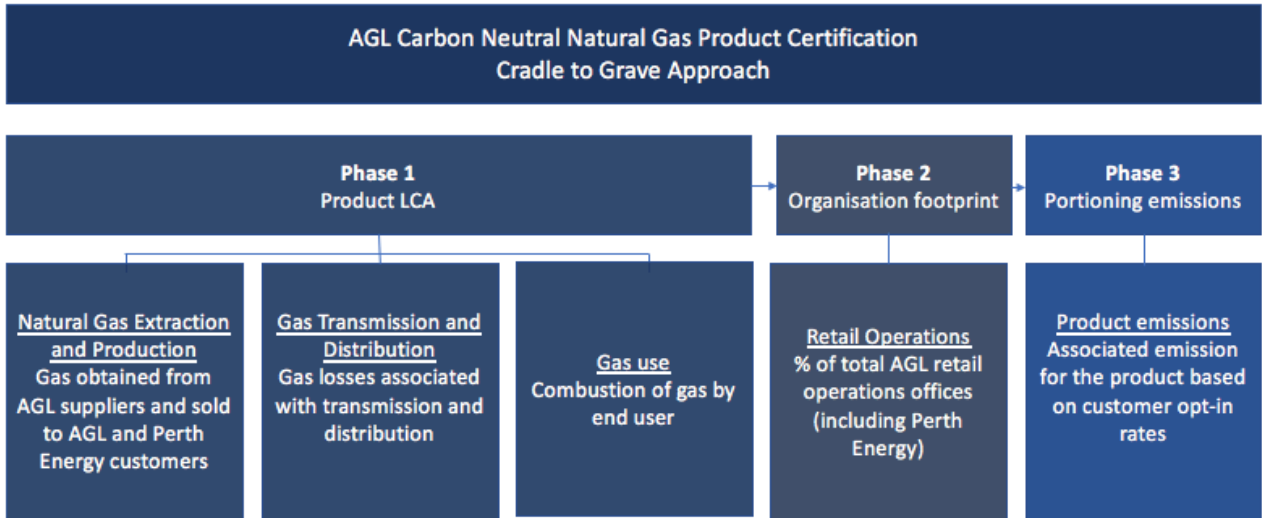 AGL Carbon Neutral Natural Gas Product Certification
Cradle to Grave Approach
Phase 1
Product LCA
Phase 2
Organisation footprint
Phase 3
Portioning emissions
Natural Gas Extraction
and Production
Gas obtained from
AGL suppliers and sold
to AGL and Perth
Energy customers
Gas Transmission and
Distribution
Gas losses associated
with transmission and
distribution
Gas use
Combustion of gas by
end user
Retail Operations
% of total AGL retail
operations offices
(including Perth
Energy)
Product emissions
Associated emission
for the product based
on customer opt-in
rates